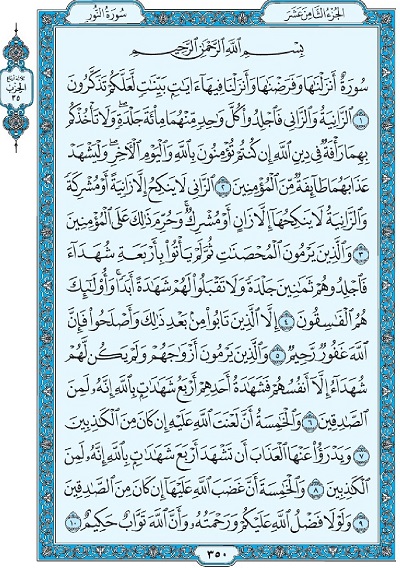 الجزء الثامن عشر
سورة النور
بِسْمِ اللَّهِ الرَّحْمَٰنِ الرَّحِيمِ
سُورَةٌ أَنزَلْنَاهَا وَفَرَضْنَاهَا وَأَنزَلْنَا فِيهَا آيَاتٍ بَيِّنَاتٍ لَّعَلَّكُمْ تَذَكَّرُونَ
۝١ الزَّانِيَةُ وَالزَّانِي فَاجْلِدُوا كُلَّ وَاحِدٍ مِّنْهُمَا مِائَةَ جَلْدَةٍ ۖ وَلَا تَأْخُذْكُم
بِهِمَا رَأْفَةٌ فِي دِينِ اللَّهِ إِن كُنتُمْ تُؤْمِنُونَ بِاللَّهِ وَالْيَوْمِ الْآخِرِ ۖ وَلْيَشْهَدْ
عَذَابَهُمَا طَائِفَةٌ مِّنَ الْمُؤْمِنِينَ ۝٢ الزَّانِي لَا يَنكِحُ إِلَّا زَانِيَةً أَوْ مُشْرِكَةً
وَالزَّانِيَةُ لَا يَنكِحُهَا إِلَّا زَانٍ أَوْ مُشْرِكٌ ۚ وَحُرِّمَ ذَٰلِكَ عَلَى الْمُؤْمِنِينَ
۝٣ وَالَّذِينَ يَرْمُونَ الْمُحْصَنَاتِ ثُمَّ لَمْ يَأْتُوا بِأَرْبَعَةِ شُهَدَاءَ
فَاجْلِدُوهُمْ ثَمَانِينَ جَلْدَةً وَلَا تَقْبَلُوا لَهُمْ شَهَادَةً أَبَدًا ۚ وَأُولَٰئِكَ
هُمُ الْفَاسِقُونَ ۝٤ إِلَّا الَّذِينَ تَابُوا مِن بَعْدِ ذَٰلِكَ وَأَصْلَحُوا فَإِنَّ
اللَّهَ غَفُورٌ رَّحِيمٌ ۝٥ وَالَّذِينَ يَرْمُونَ أَزْوَاجَهُمْ وَلَمْ يَكُن لَّهُمْ
شُهَدَاءُ إِلَّا أَنفُسُهُمْ فَشَهَادَةُ أَحَدِهِمْ أَرْبَعُ شَهَادَاتٍ بِاللَّهِ إِنَّهُ لَمِنَ
الصَّادِقِينَ ۝٦ وَالْخَامِسَةُ أَنَّ لَعْنَتَ اللَّهِ عَلَيْهِ إِن كَانَ مِنَ الْكَاذِبِينَ
۝٧ وَيَدْرَأُ عَنْهَا الْعَذَابَ أَن تَشْهَدَ أَرْبَعَ شَهَادَاتٍ بِاللَّهِ إِنَّهُ لَمِنَ
الْكَاذِبِينَ ۝٨ وَالْخَامِسَةَ أَنَّ غَضَبَ اللَّهِ عَلَيْهَا إِن كَانَ مِنَ الصَّادِقِينَ
۝٩ وَلَوْلَا فَضْلُ اللَّهِ عَلَيْكُمْ وَرَحْمَتُهُ وَأَنَّ اللَّهَ تَوَّابٌ حَكِيمٌ ۝١٠
الحزب
٣٥
٣٥٠